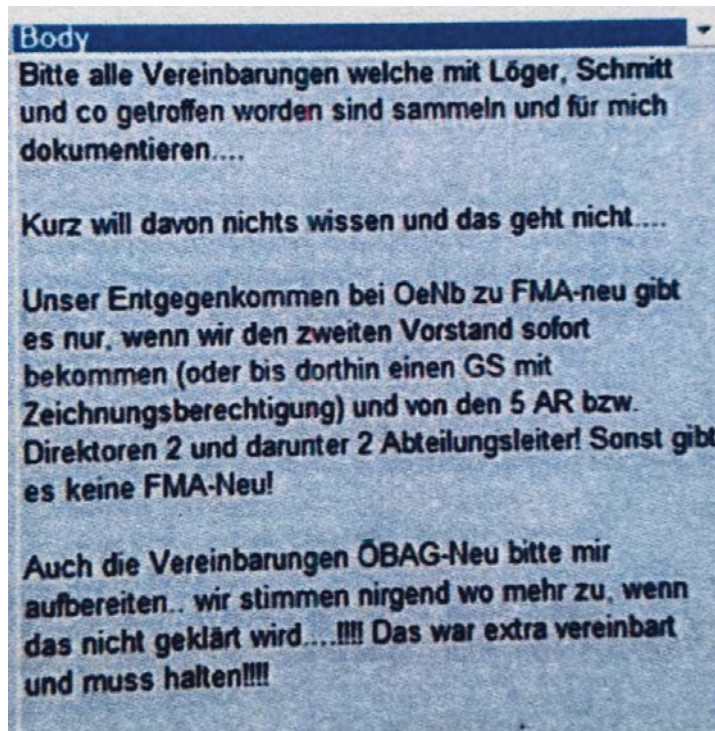 Body
Bitte alle Vereinbarungen welche mit Löger, Schmitt
und co getroffen worden sind sammeln und für mich
dokumentieren....
Kurz will davon nichts wissen und das geht nicht....
Unser Entgegenkommen bei OeNb zu FMA-neu gibt
es nur, wenn wir den zweiten Vorstand sofort
bekommen (oder bis dorthin einen GS mit
Zeichnungsberechtigung) und von den 5 AR bzw.
Direktoren 2 und darunter 2 Abteilungsleiter! Sonst gibt
es keine FMA-Neu!
Auch die Vereinbarungen ÖBAG-Neu bitte mir
aufbereiten.. wir stimmen nirgend wo mehr zu, wenn
das nicht geklärt wird....!!!! Das war extra vereinbart
und muss halten!!!!